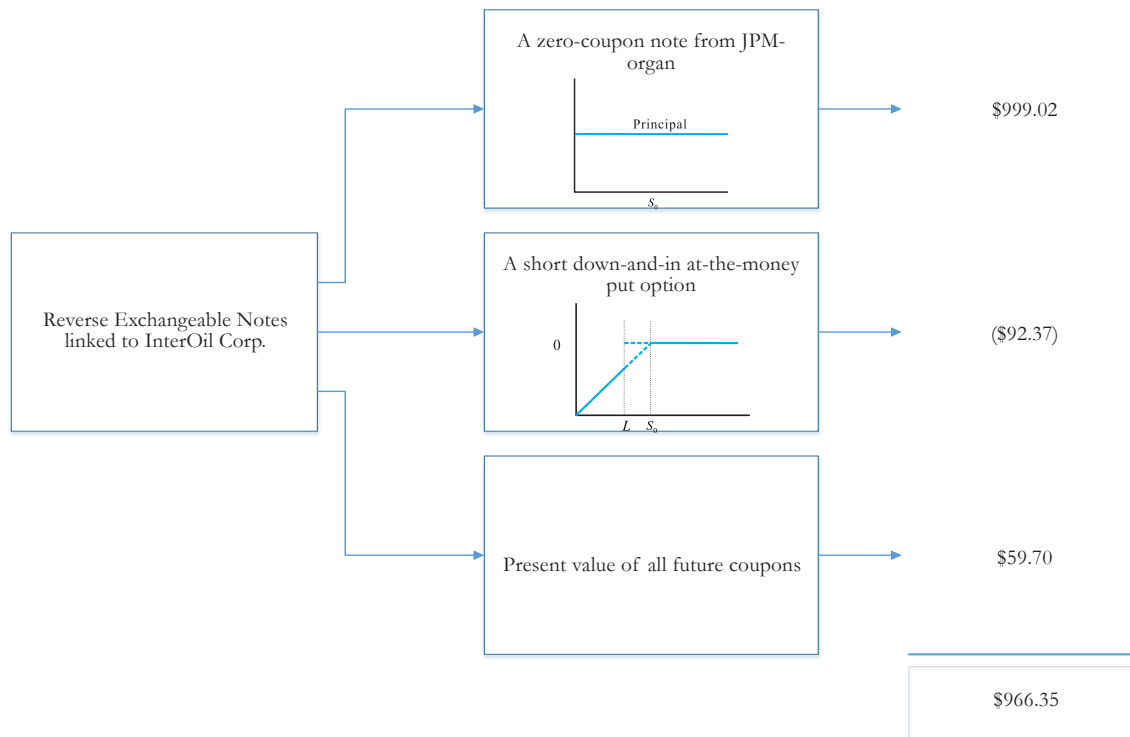 A zero-coupon note from JPM-
organ
Principal
S₀
$999.02
Reverse Exchangeable Notes
linked to InterOil Corp.
A short down-and-in at-the-money
put option
0
L S₀
($92.37)
Present value of all future coupons
$59.70
$966.35